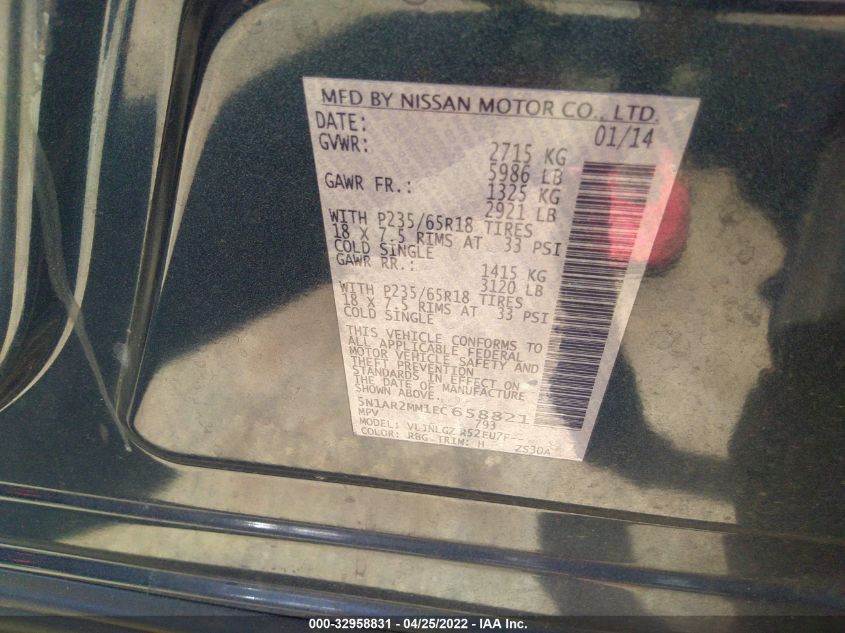 MFD BY NISSAN MOTOR CO., LTD.
DATE: 01/14
GVWR: 2715 KG
5986 LB
GAWR FR.: 1325 KG
2921 LB
WITH P235/65R18 TIRES
18 X 7.5 RIMS AT 33 PSI
COLD SINGLE
GAWR RR.: 1415 KG
3120 LB
WITH P235/65R18 TIRES
18 X 7.5 RIMS AT 33 PSI
COLD SINGLE
THIS VEHICLE CONFORMS TO
ALL APPLICABLE FEDERAL
MOTOR VEHICLE SAFETY AND
THEFT PREVENTION
STANDARDS IN EFFECT ON
THE DATE OF MANUFACTURE
SHOWN ABOVE.
5N1AR2MM1EC658821
MPV 793
MODEL:
COLOR: RBG TRIM: H ZS30A
000-32958831 - 04/25/2022 - IAA Inc.